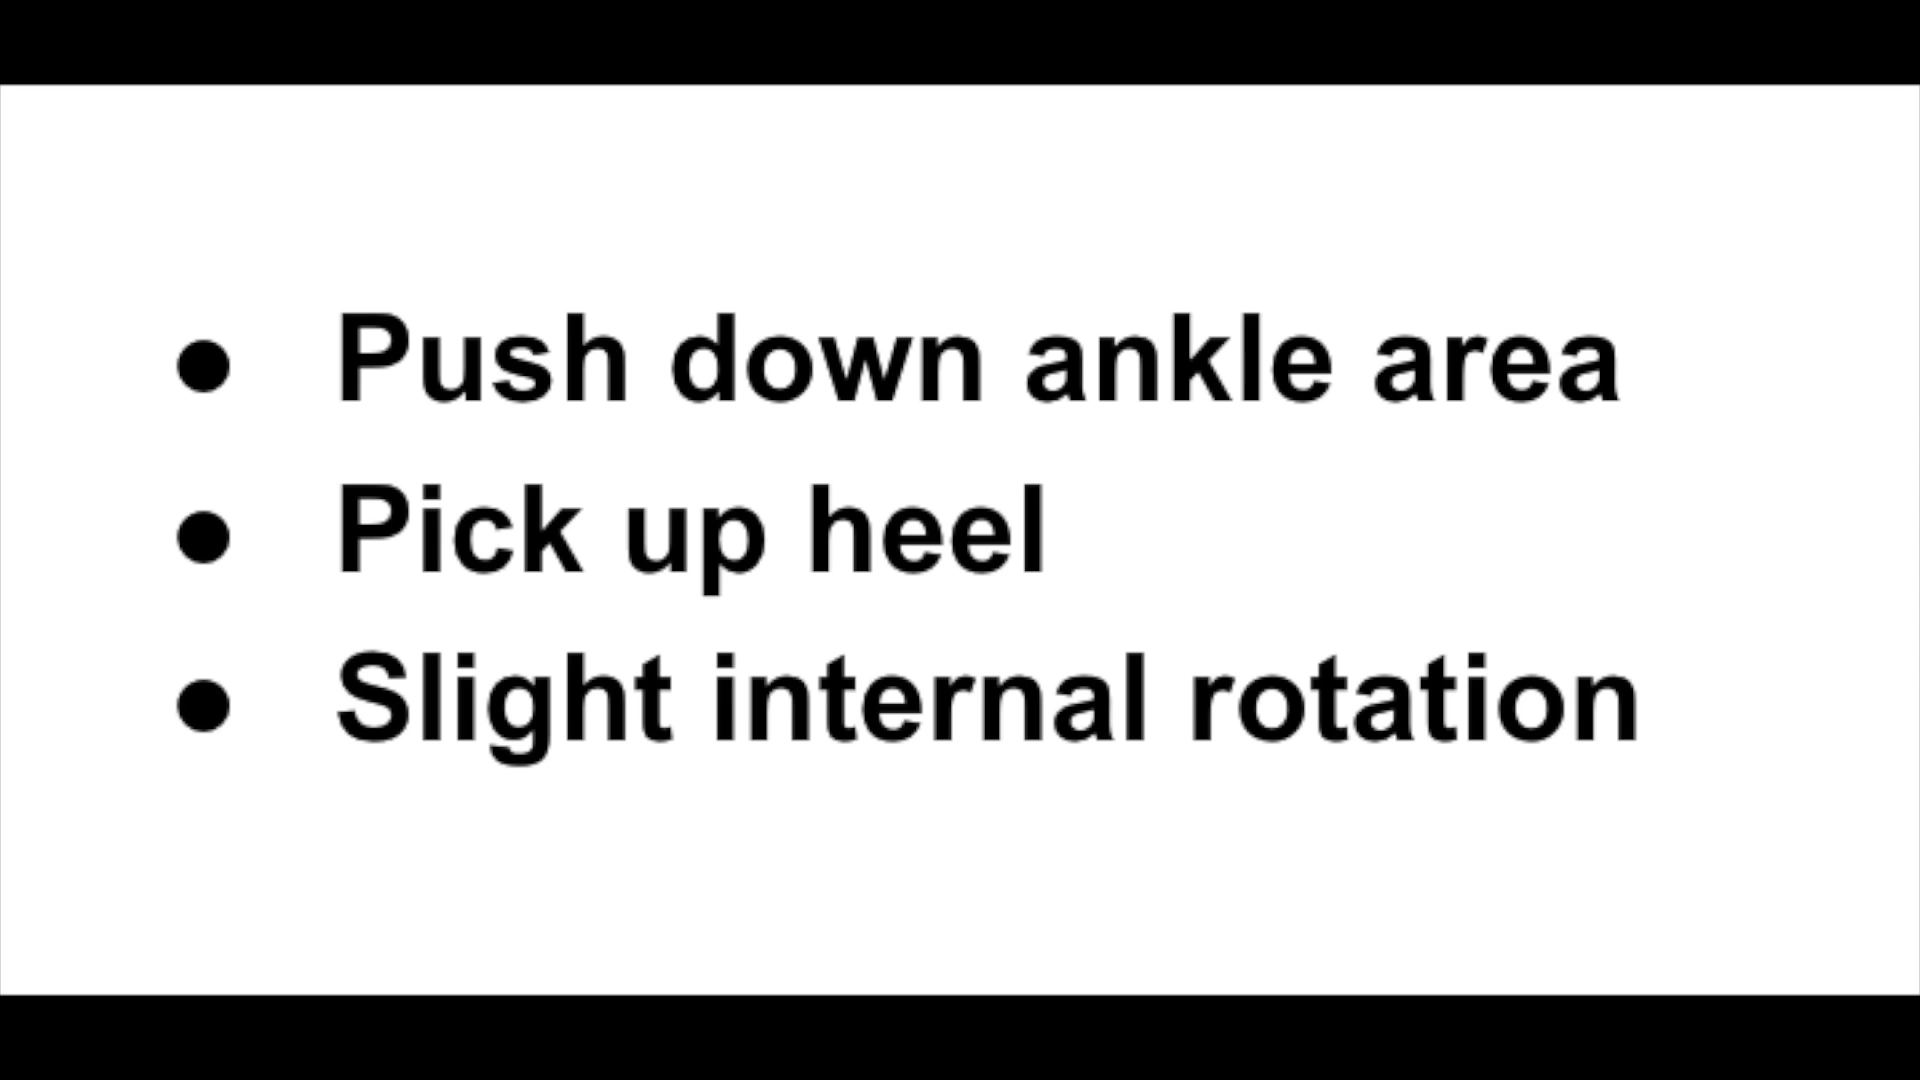 ● Push down ankle area
● Pick up heel
● Slight internal rotation